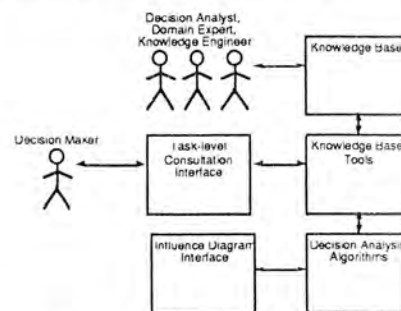 Decision Analyst,
Domain Expert,
Knowledge Engineer
Knowledge Base
Decision Maker
Task-level
Consultation
Interface
Knowledge Base
Tools
Influence Diagram
Interface
Decision Analysis
Algorithms